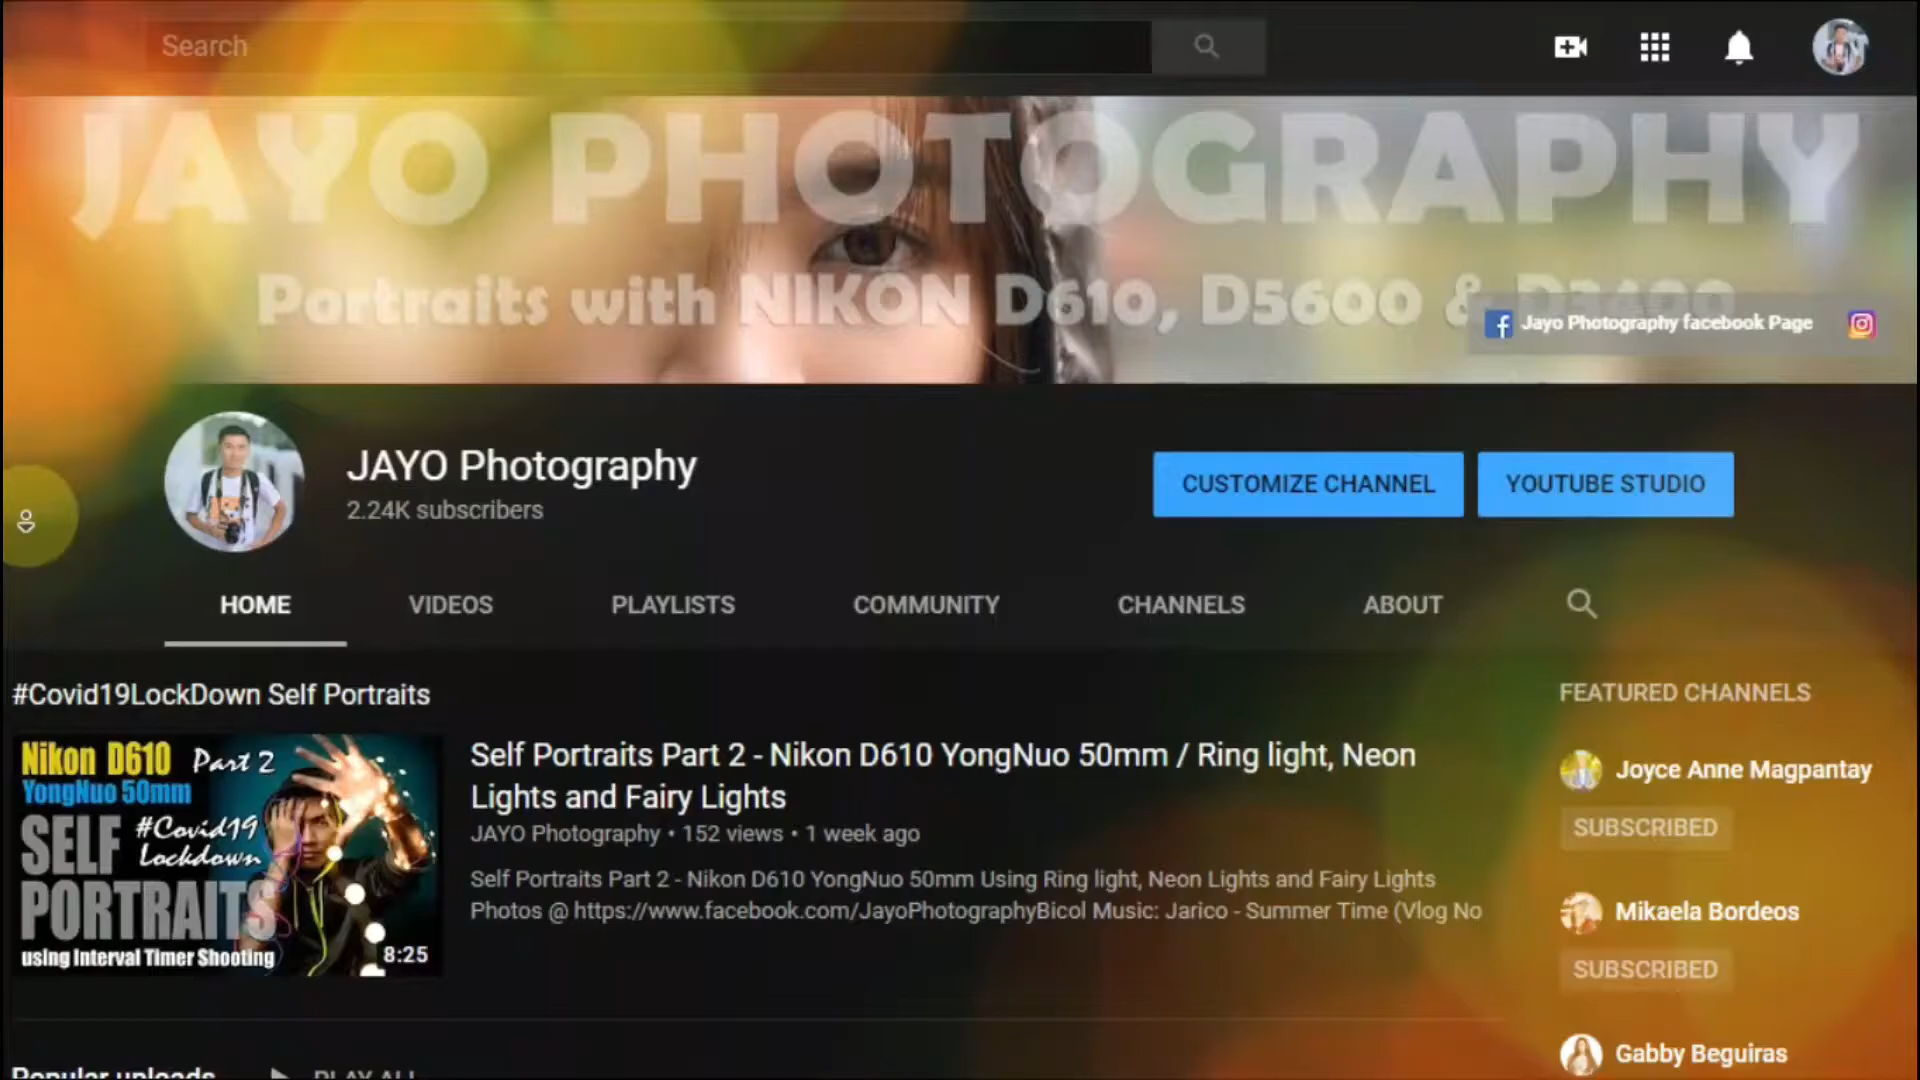 Search
JAYO PHOTOGRAPHY
Portraits with NIKON D610, D5600 & D3400
Jayo Photography facebook Page
JAYO Photography
2.24K subscribers
CUSTOMIZE CHANNEL
YOUTUBE STUDIO
HOME
VIDEOS
PLAYLISTS
COMMUNITY
CHANNELS
ABOUT
#Covid19LockDown Self Portraits
Nikon D610 Part 2
YongNuo 50mm
#Covid19
Lockdown
SELF
PORTRAITS
using Interval Timer Shooting
8:25
Self Portraits Part 2 - Nikon D610 YongNuo 50mm / Ring light, Neon
Lights and Fairy Lights
JAYO Photography • 152 views • 1 week ago
Self Portraits Part 2 - Nikon D610 YongNuo 50mm Using Ring light, Neon Lights and Fairy Lights
Photos @ https://www.facebook.com/JayoPhotographyBicol Music: Jarico - Summer Time (Vlog No
FEATURED CHANNELS
Joyce Anne Magpantay
SUBSCRIBED
Mikaela Bordeos
SUBSCRIBED
Gabby Beguiras
Popular uploads
PLAY ALL